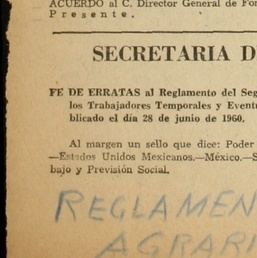 ACUERDO al C. Director General de Fo
Presente.
SECRETARIA D
FE DE ERRATAS al Reglamento del Seg
los Trabajadores Temporales y Event
blicado el día 28 de junio de 1960.
Al margen un sello que dice: Poder
—Estados Unidos Mexicanos.—México.—S
bajo y Previsión Social.
REGLAMEN
AGRARI